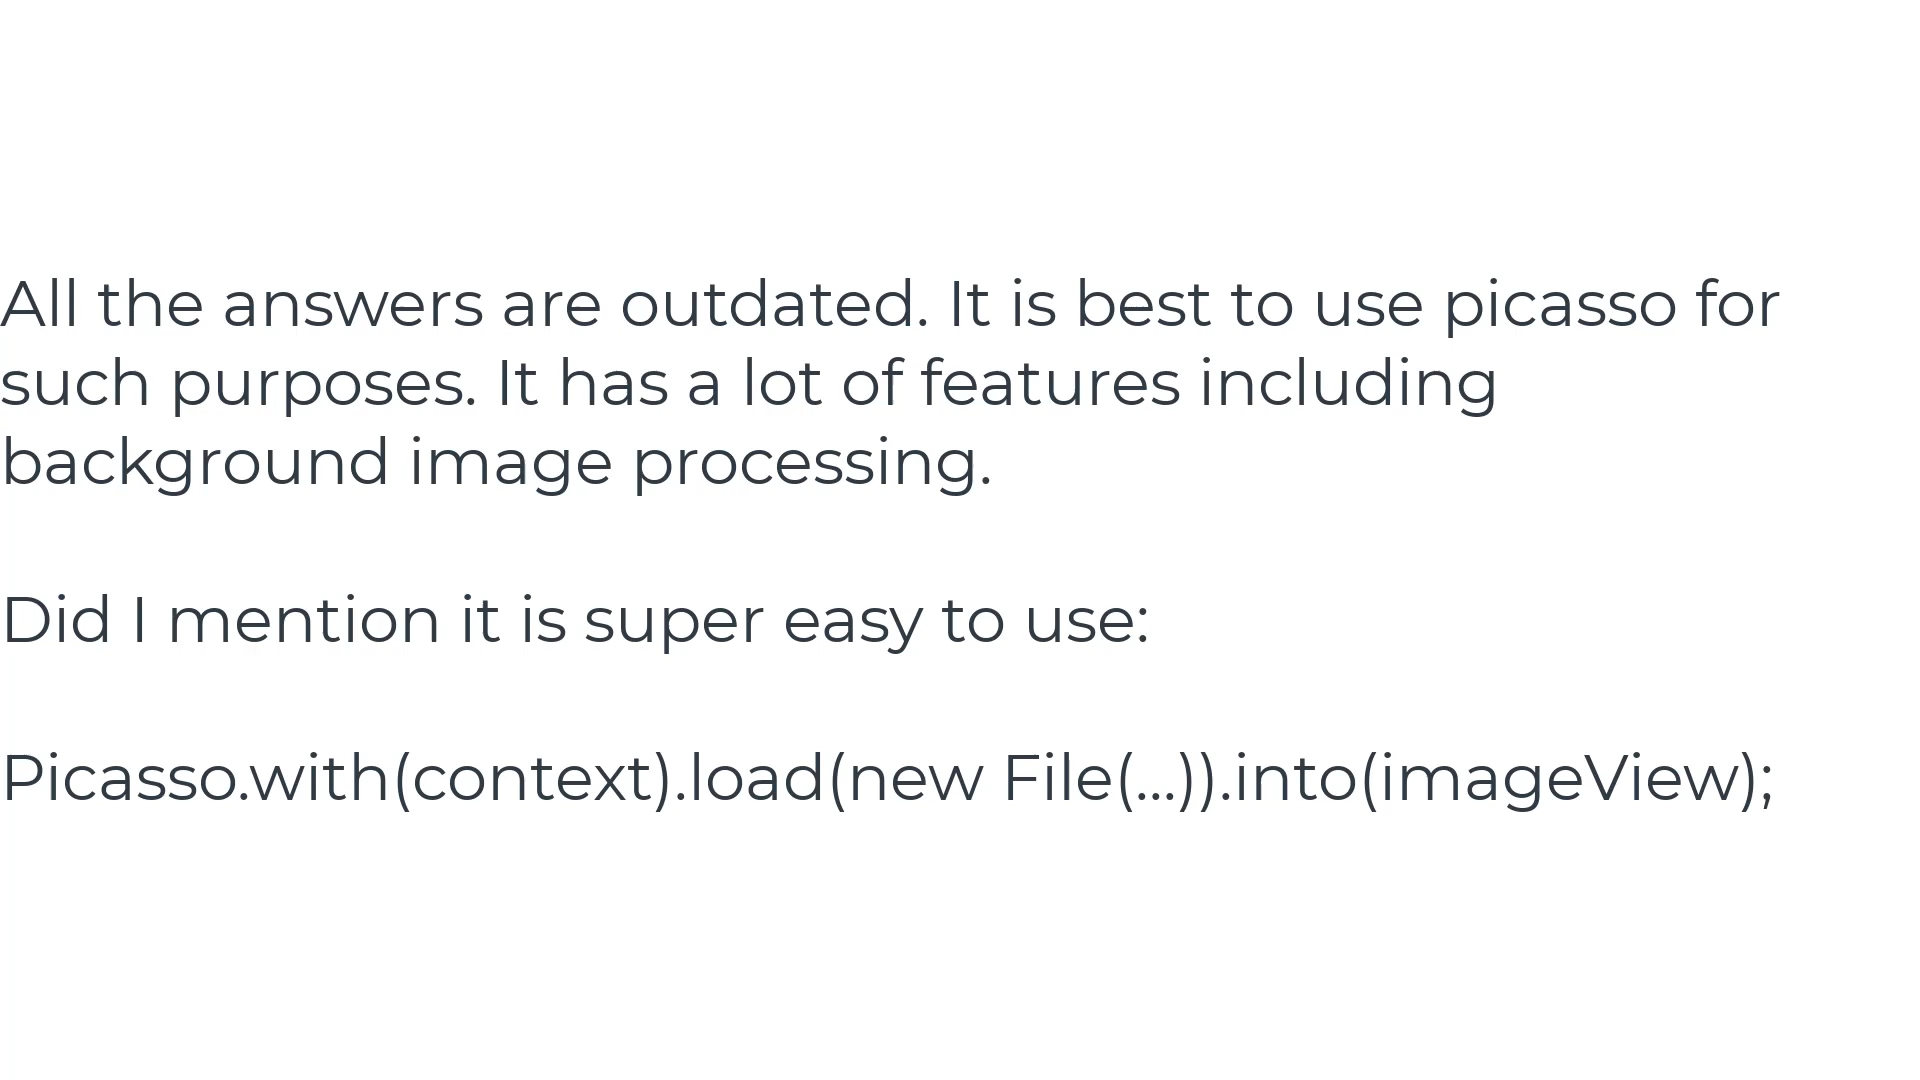 All the answers are outdated. It is best to use picasso for
such purposes. It has a lot of features including
background image processing.
Did I mention it is super easy to use:
Picasso.with(context).load(new File(...)).into(imageView);